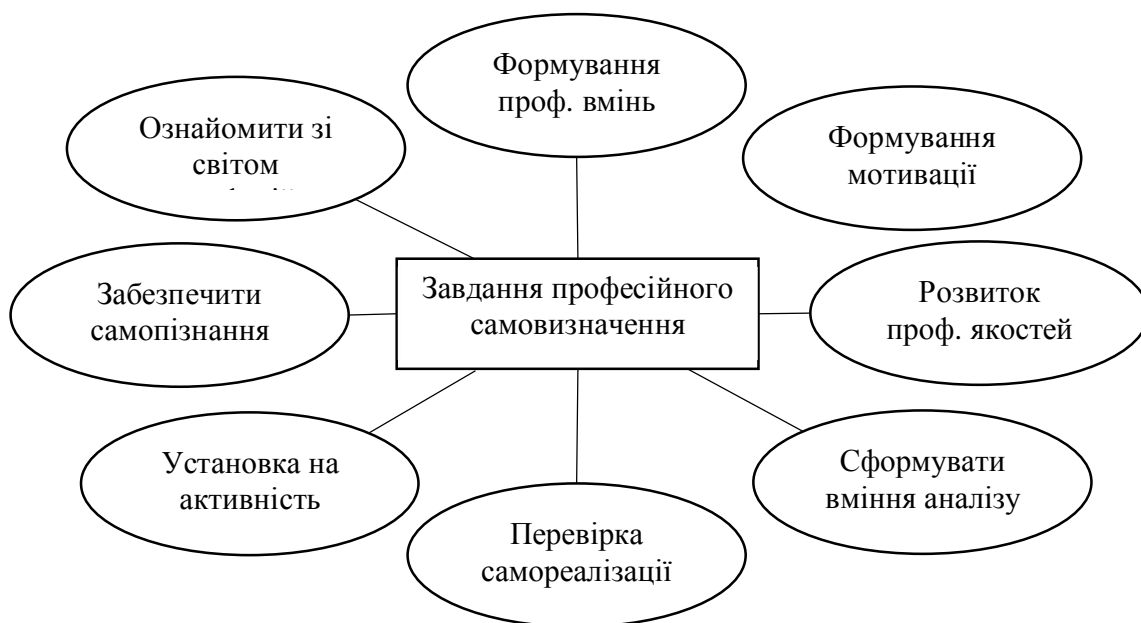 Формування
проф. вмінь
Ознайомити зі
світом
Формування
мотивації
Забезпечити
самопізнання
Завдання професійного
самовизначення
Розвиток
проф. якостей
Установка на
активність
Сформувати
вміння аналізу
Перевірка
самореалізації